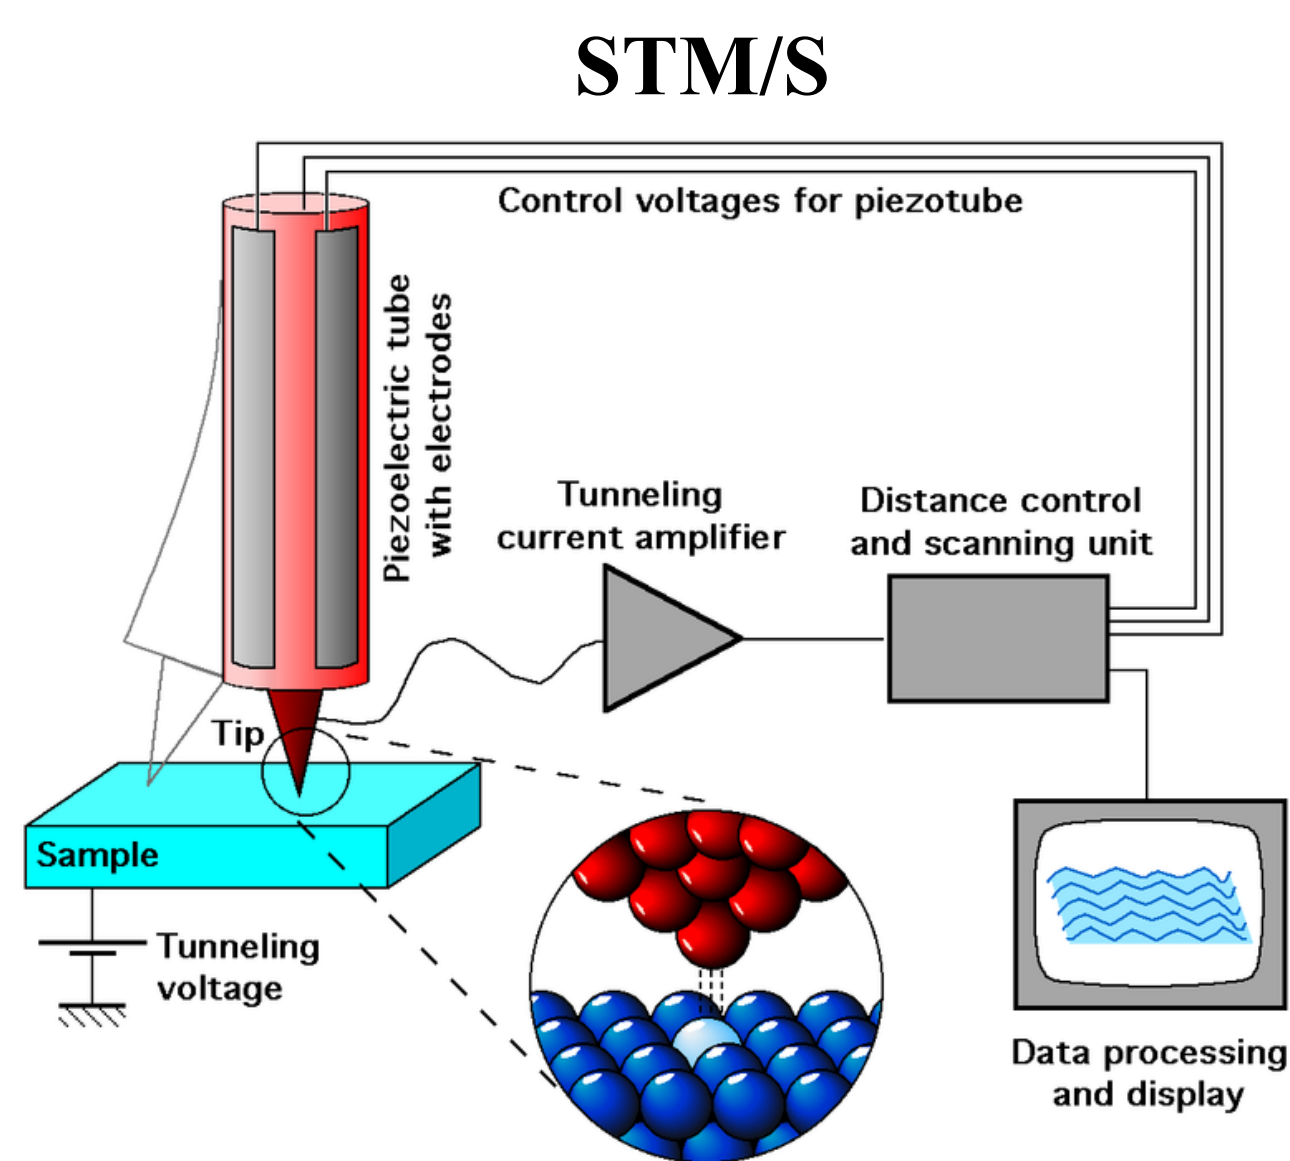 STM/S
Control voltages for piezotube
Piezoelectric tube
with electrodes
Tunneling
current amplifier
Distance control
and scanning unit
Tip
Sample
Tunneling
voltage
Data processing
and display